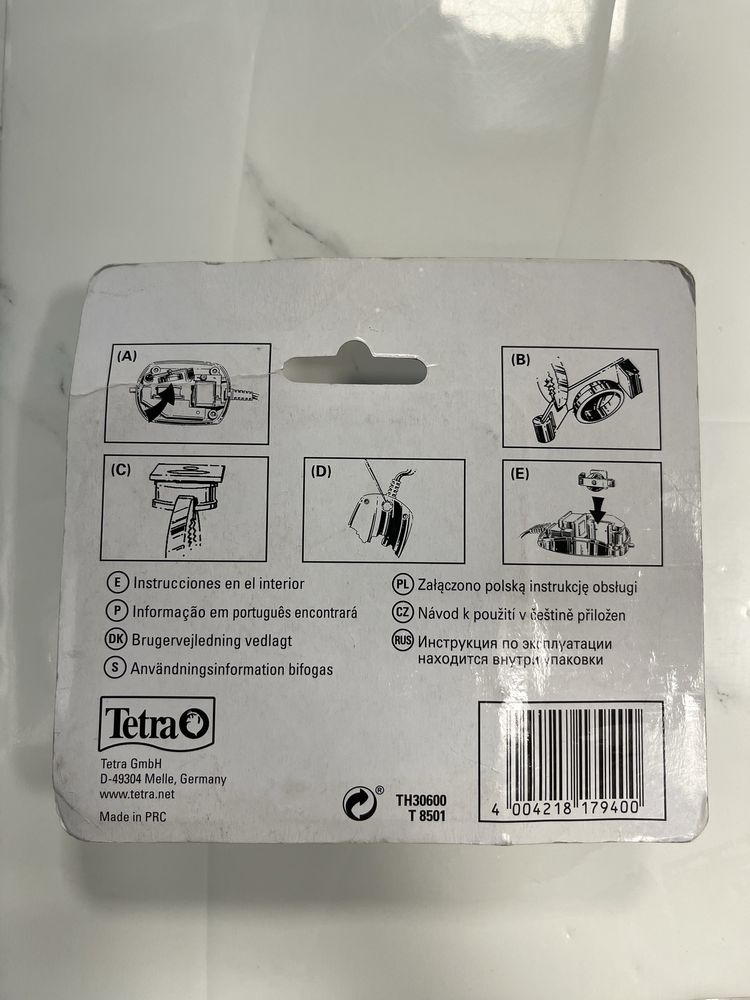 (A)
(B)
(C)
(D)
(E)
E Instrucciones en el interior
P Informação em português encontrará
DK Brugervejledning vedlagt
S Användningsinformation bifogas
PL Załączono polską instrukcję obsługi
CZ Návod k použití v češtině přiložen
RUS Инструкция по эксплуатации
находится внутри упаковки
Tetra
Tetra GmbH
D-49304 Melle, Germany
www.tetra.net
Made in PRC
®
TH30600
T 8501
4 004218 179400